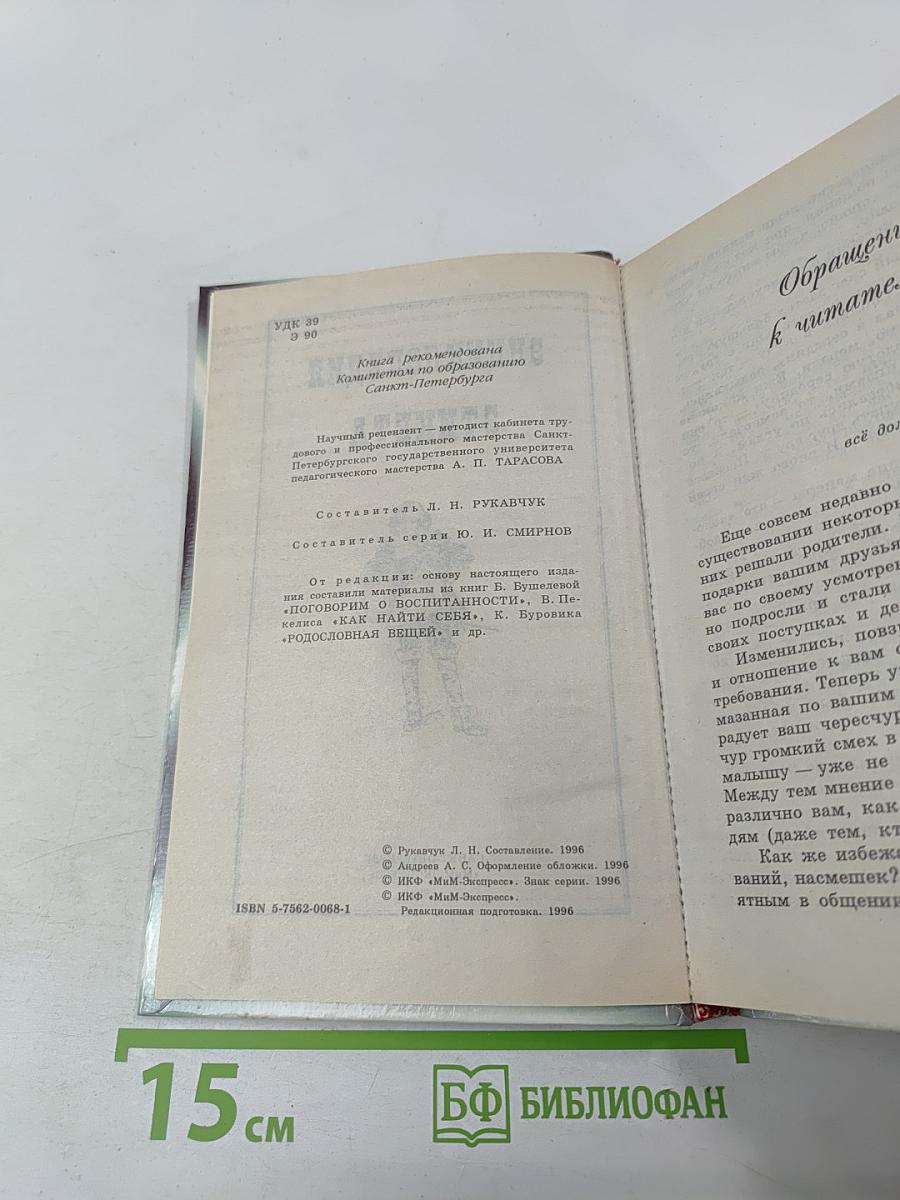 УДК 39
Э 90
Книга рекомендована
Комитетом по образованию
Санкт-Петербурга
Научный рецензент — методист кабинета тру-
дового и профессионального мастерства Санкт-
Петербургского государственного университета
педагогического мастерства А. П. ТАРАСОВА
Составитель Л. Н. РУКАВЧУК
Составитель серии Ю. И. СМИРНОВ
От редакции: основу настоящего изда-
ния составили материалы из книг Б. Бушелевой
«ПОГОВОРИМ О ВОСПИТАННОСТИ», В. Пе-
келиса «КАК НАЙТИ СЕБЯ», К. Буровика
«РОДОСЛОВНАЯ ВЕЩЕЙ» и др.
© Рукавчук Л. Н. Составление. 1996
© Андреев А. С. Оформление обложки. 1996
© ИКФ «МиМ-Экспресс». Знак серии. 1996
© ИКФ «МиМ-Экспресс».
ISBN 5-7562-0068-1
Редакционная подготовка. 1996
Обращени
к читате
всё дол
Еще совсем недавно
существовании некоторы
них решали родители.
подарки вашим друзья
вас по своему усмотрен
но подросли и стали
своих поступках и де
Изменились, повз
и отношение к вам
требования. Теперь у
мазанная по вашим
радует ваш чересчур
чур громкий смех в
малышу — уже не
Между тем мнение
различно вам, как
дям (даже тем, кт
Как же избежа
ваний, насмешек?
ятным в общени
15 см
БФ БИБЛИОФАН